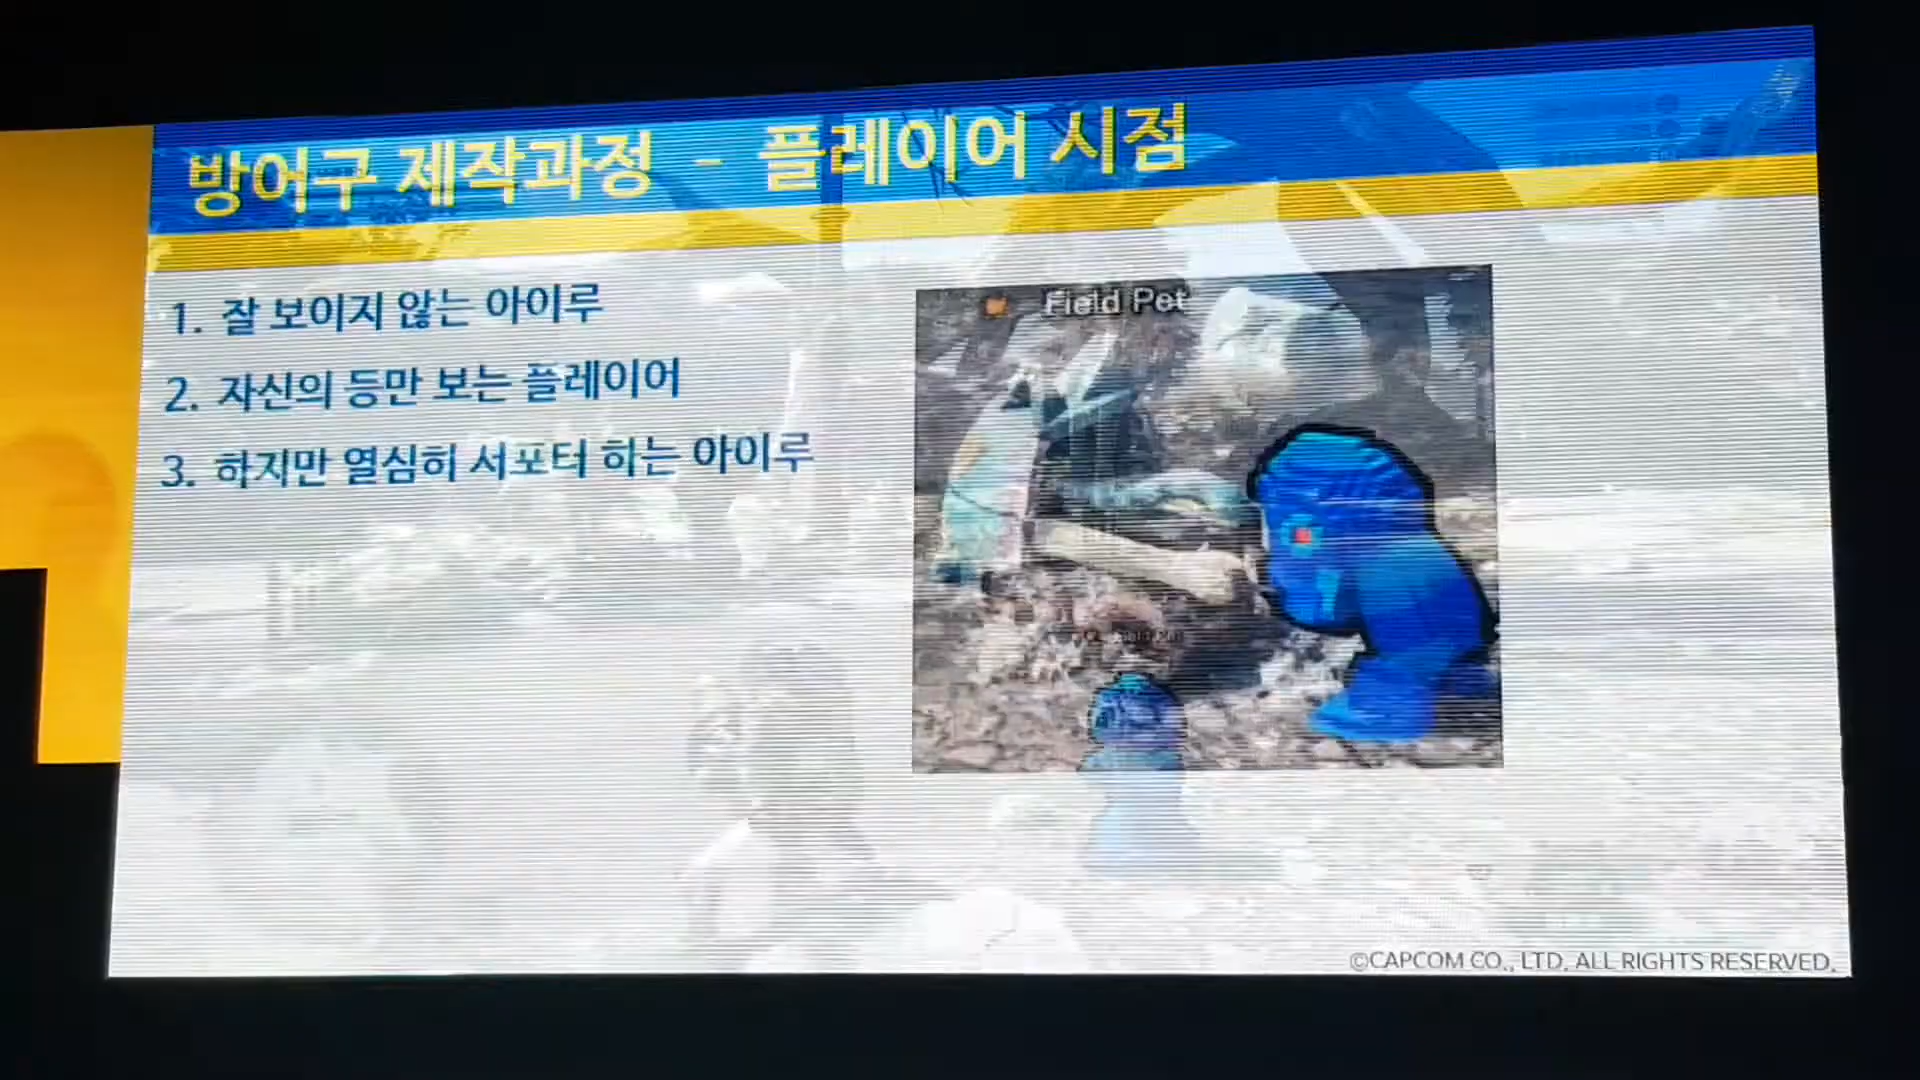 방어구 제작과정 - 플레이어 시점
1. 잘 보이지 않는 아이루
2. 자신의 등만 보는 플레이어
3. 하지만 열심히 서포터 하는 아이루
Field Pet
©CAPCOM CO., LTD. ALL RIGHTS RESERVED.